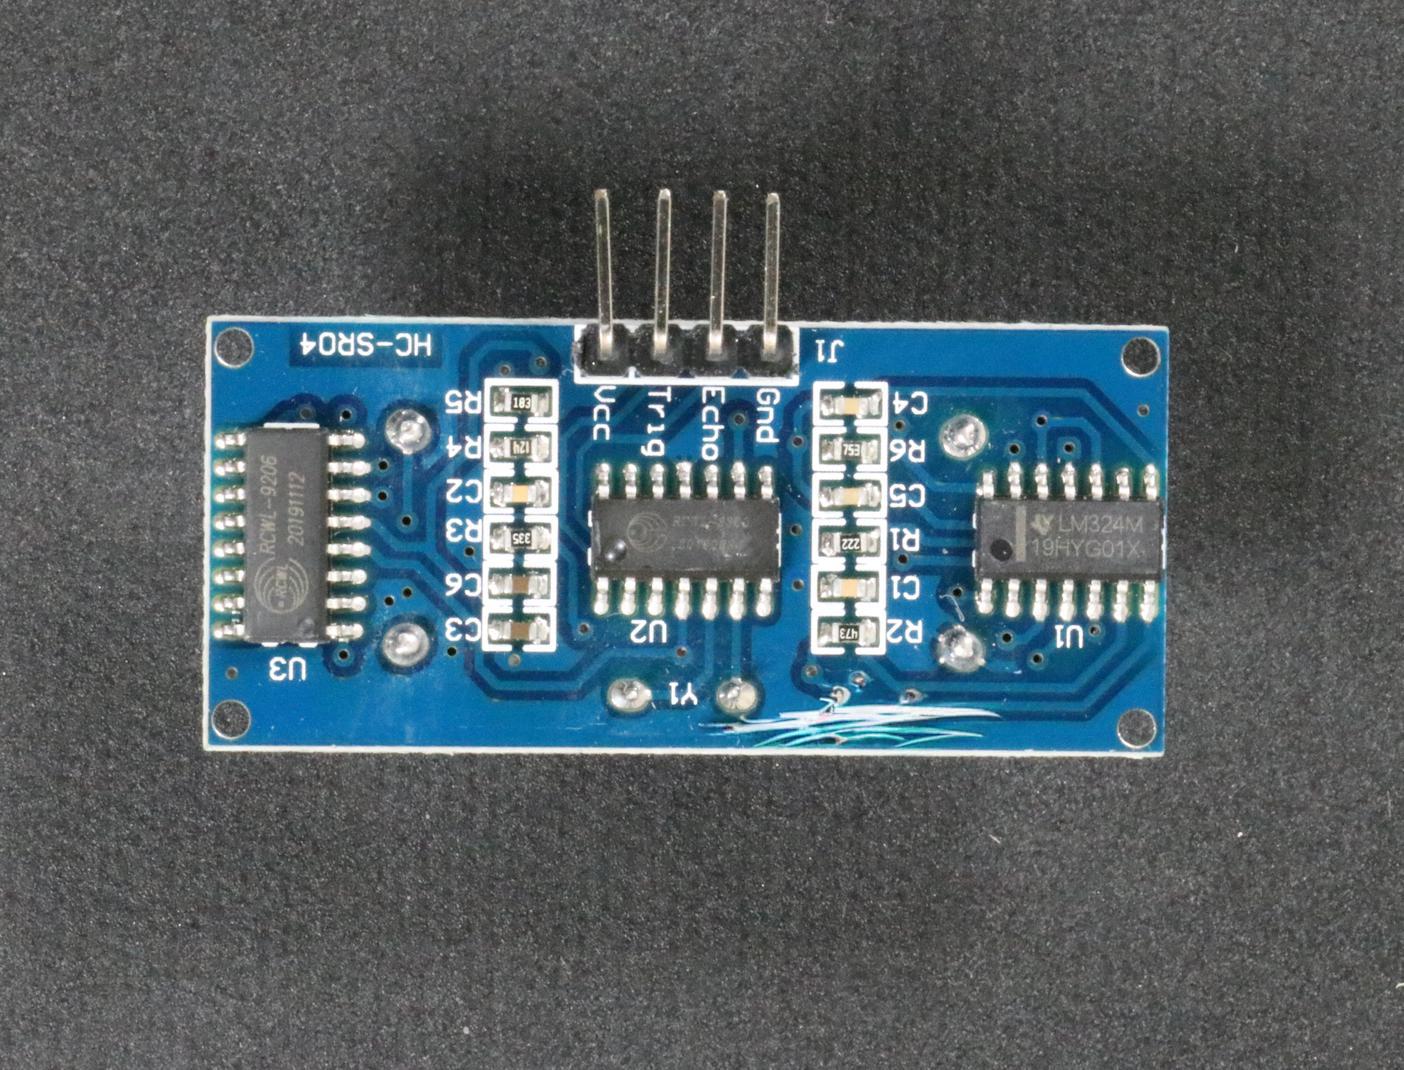 HC-SR04
J1
Vcc
Trig
Echo
Gnd
R5
103
R4
124
C2
R3
335
C6
C3
C4
R6
C5
R1
222
C1
R2
473
RCWL-9206
20191112
RCWL
U3
U2
LM324M
19HYG01X
U1
Y1